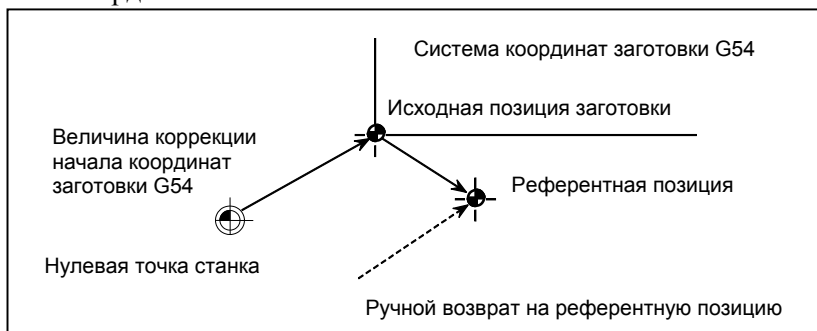 Система координат заготовки G54
Исходная позиция заготовки
Величина коррекции
начала координат
заготовки G54
Референтная позиция
Нулевая точка станка
Ручной возврат на референтную позицию